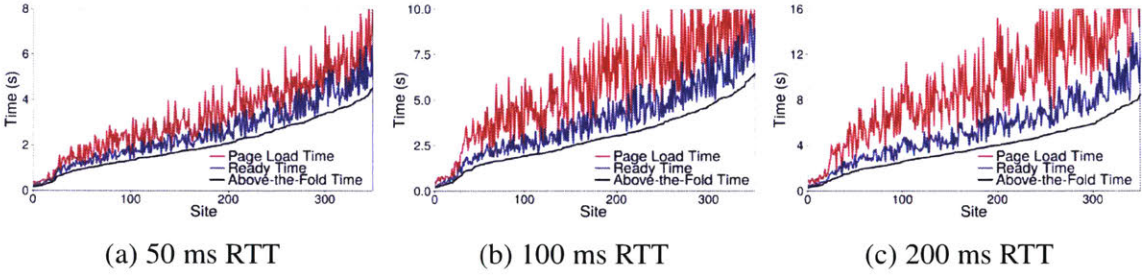 8
6
4
2
0
Time (s)
0
100
200
300
Site
Page Load Time
Ready Time
Above-the-Fold Time
(a) 50 ms RTT
10.0
7.5
5.0
2.5
0.0
Time (s)
0
100
200
300
Site
Page Load Time
Ready Time
Above-the-Fold Time
(b) 100 ms RTT
16
12
8
4
0
Time (s)
0
100
200
300
Site
Page Load Time
Ready Time
Above-the-Fold Time
(c) 200 ms RTT